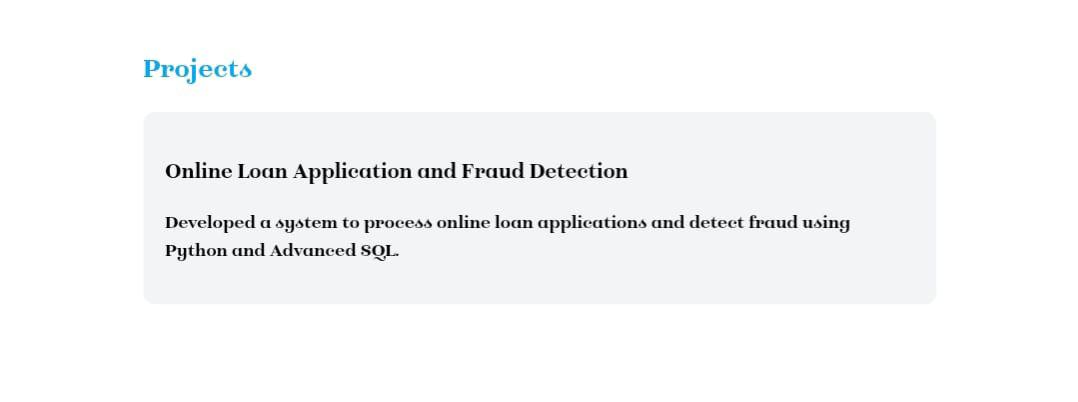 Projects
Online Loan Application and Fraud Detection
Developed a system to process online loan applications and detect fraud using
Python and Advanced SQL.